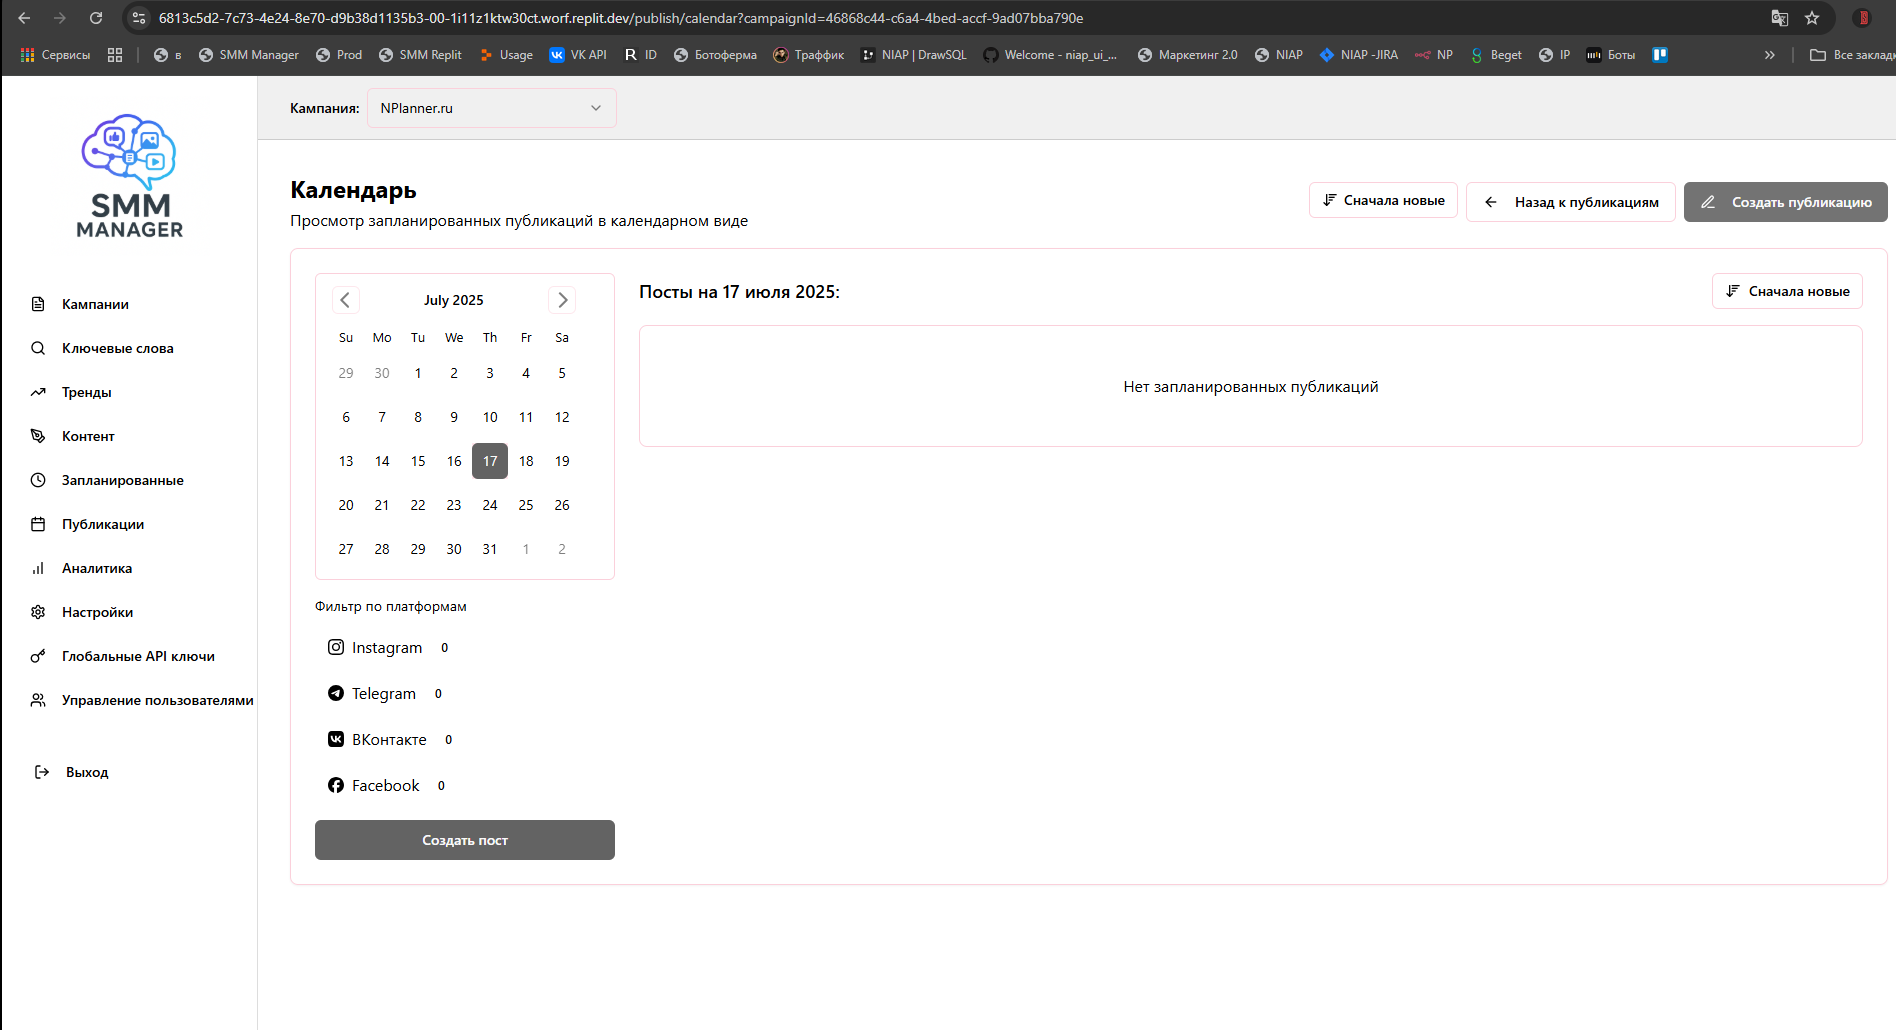 6813c5d2-7c73-4e24-8e70-d9b38d1135b3-00-1i11z1ktw30ct.worf.replit.dev/publish/calendar?campaignId=46868c44-c6a4-4bed-accf-9ad07bba790e
Сервисы в SMM Manager Prod SMM Replit Usage VK API R ID Ботоферма Траффик NIAP | DrawSQL Welcome - niap_ui_... Маркетинг 2.0 NIAP NIAP -JIRA NP Beget IP Боты » Все заклад
SMM
MANAGER
Кампании
Ключевые слова
Тренды
Контент
Запланированные
Публикации
Аналитика
Настройки
Глобальные API ключи
Управление пользователями
Выход
Кампания: NPlanner.ru
Календарь
Просмотр запланированных публикаций в календарном виде
Сначала новые
Назад к публикациям
Создать публикацию
July 2025
Su Mo Tu We Th Fr Sa
29 30 1 2 3 4 5
6 7 8 9 10 11 12
13 14 15 16 17 18 19
20 21 22 23 24 25 26
27 28 29 30 31 1 2
Фильтр по платформам
Instagram 0
Telegram 0
ВКонтакте 0
Facebook 0
Создать пост
Посты на 17 июля 2025:
Сначала новые
Нет запланированных публикаций